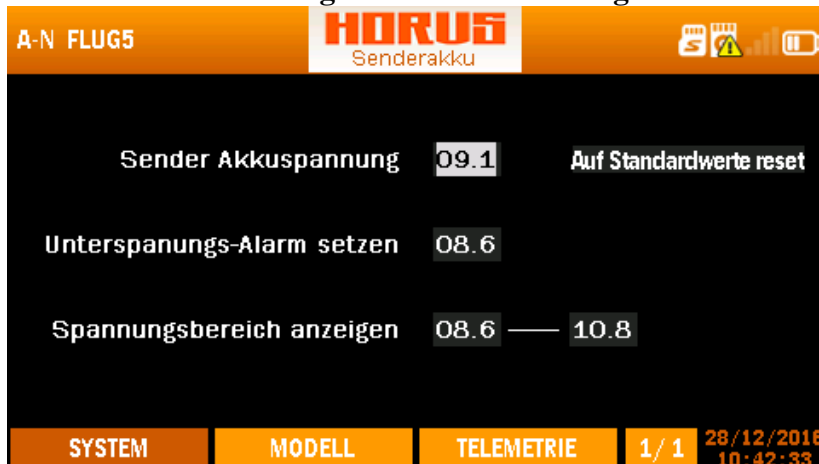 A-N FLUG5
HORUS
Senderakku
Sender Akkuspannung 09.1 Auf Standardwerte reset
Unterspanungs-Alarm setzen 08.6
Spannungsbereich anzeigen 08.6 — 10.8
SYSTEM MODELL TELEMETRIE 1/1 28/12/2016
10:42:33